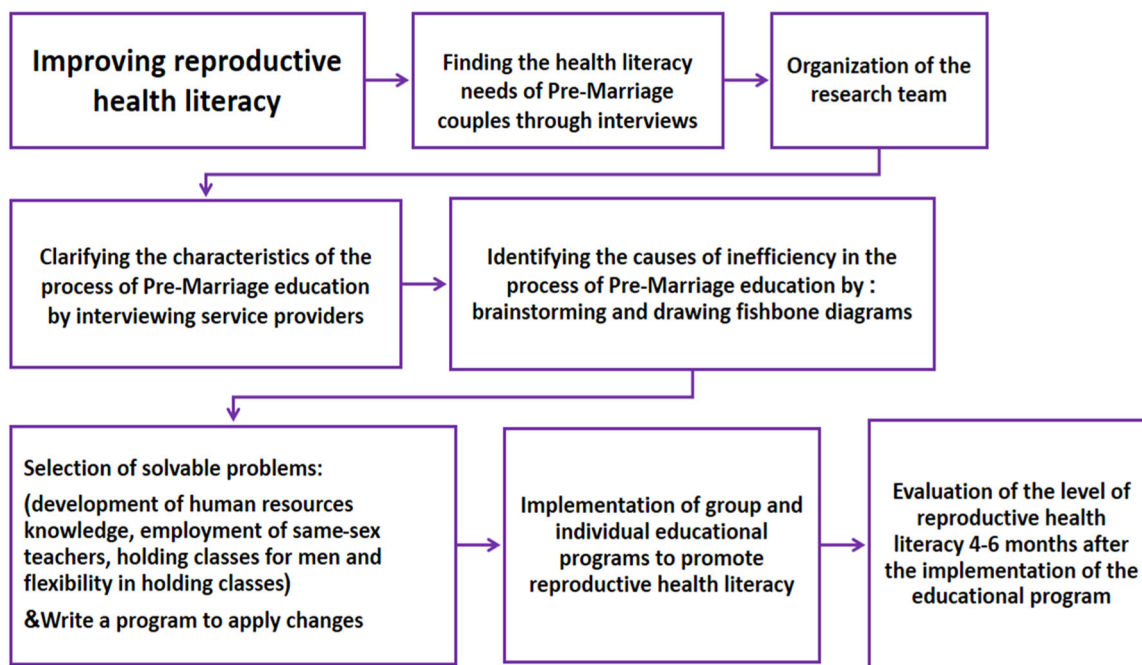 Improving reproductive
health literacy
Finding the health literacy
needs of Pre-Marriage
couples through interviews
Organization of the
research team
Clarifying the characteristics of the
process of Pre-Marriage education
by interviewing service providers
Identifying the causes of inefficiency in the
process of Pre-Marriage education by :
brainstorming and drawing fishbone diagrams
Selection of solvable problems:
(development of human resources
knowledge, employment of same-sex
teachers, holding classes for men and
flexibility in holding classes)
&Write a program to apply changes
Implementation of group and
individual educational
programs to promote
reproductive health literacy
Evaluation of the level of
reproductive health
literacy 4-6 months after
the implementation of the
educational program